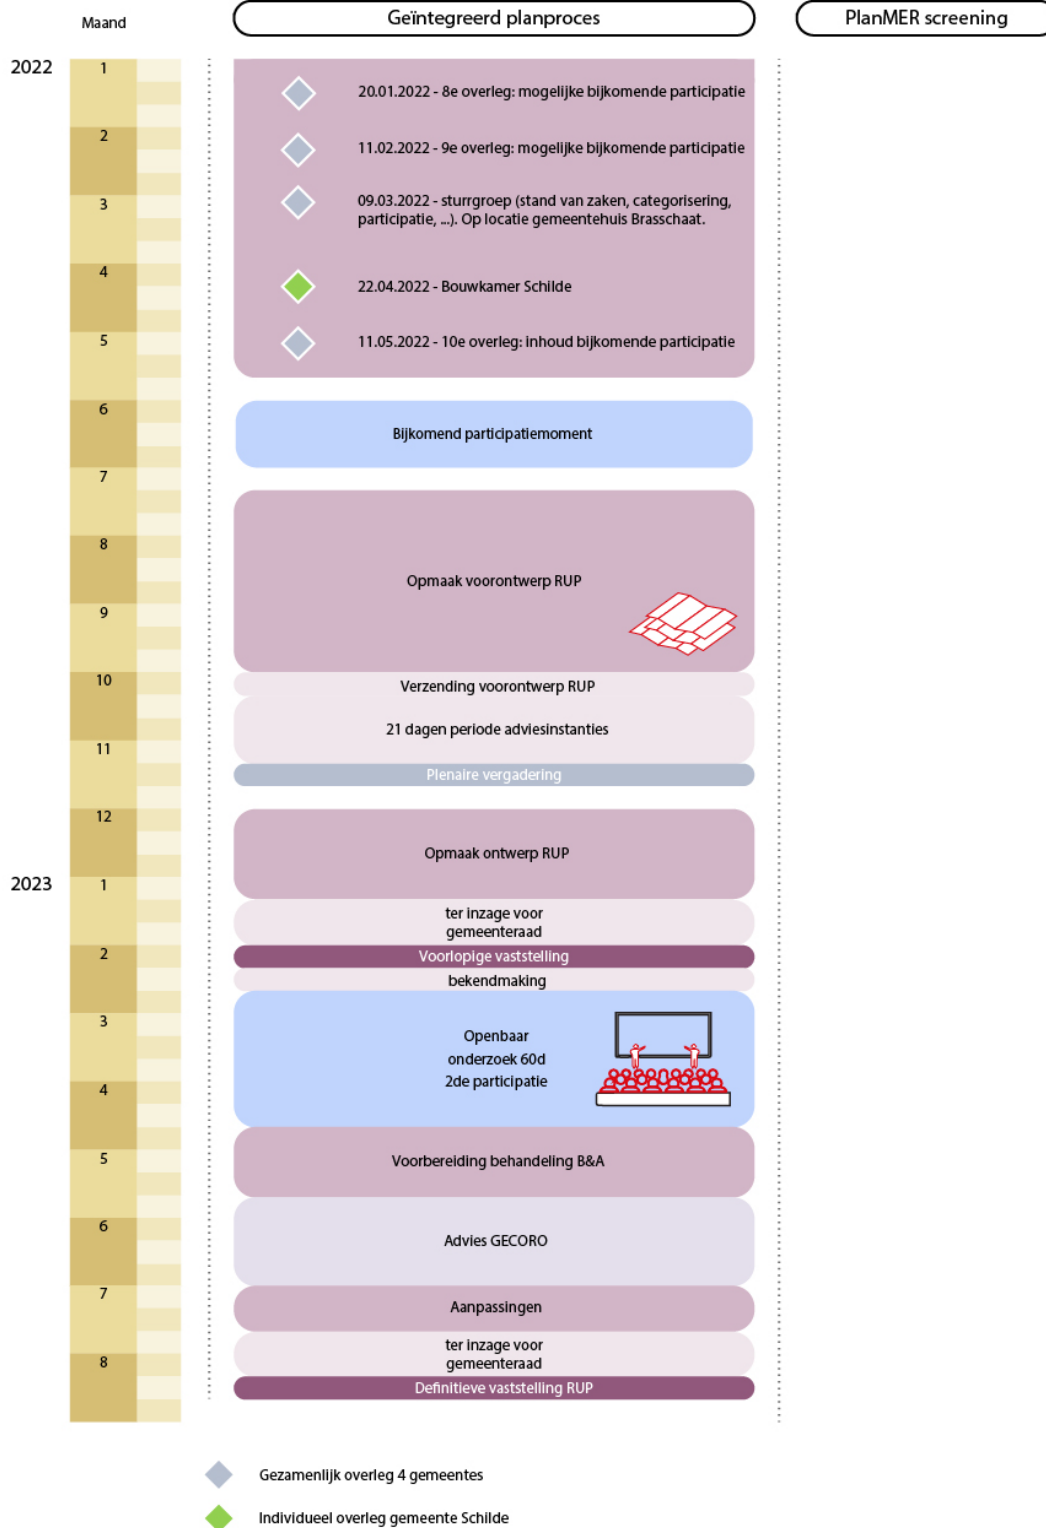 Maand
Geïntegreerd planproces
PlanMER screening
2022
1
20.01.2022 - 8e overleg: mogelijke bijkomende participatie
2
11.02.2022 - 9e overleg: mogelijke bijkomende participatie
3
09.03.2022 - sturrgroep (stand van zaken, categorisering,
participatie, ...). Op locatie gemeentehuis Brasschaat.
4
22.04.2022 - Bouwkamer Schilde
5
11.05.2022 - 10e overleg: inhoud bijkomende participatie
6
Bijkomend participatiemoment
7
8
Opmaak voorontwerp RUP
9
10
Verzending voorontwerp RUP
21 dagen periode adviesinstanties
11
Plenaire vergadering
12
Opmaak ontwerp RUP
2023
1
ter inzage voor
gemeenteraad
2
Voorlopige vaststelling
bekendmaking
3
Openbaar
onderzoek 60d
2de participatie
4
5
Voorbereiding behandeling B&A
6
Advies GECORO
7
Aanpassingen
ter inzage voor
gemeenteraad
8
Definitieve vaststelling RUP
Gezamenlijk overleg 4 gemeentes
Individueel overleg gemeente Schilde